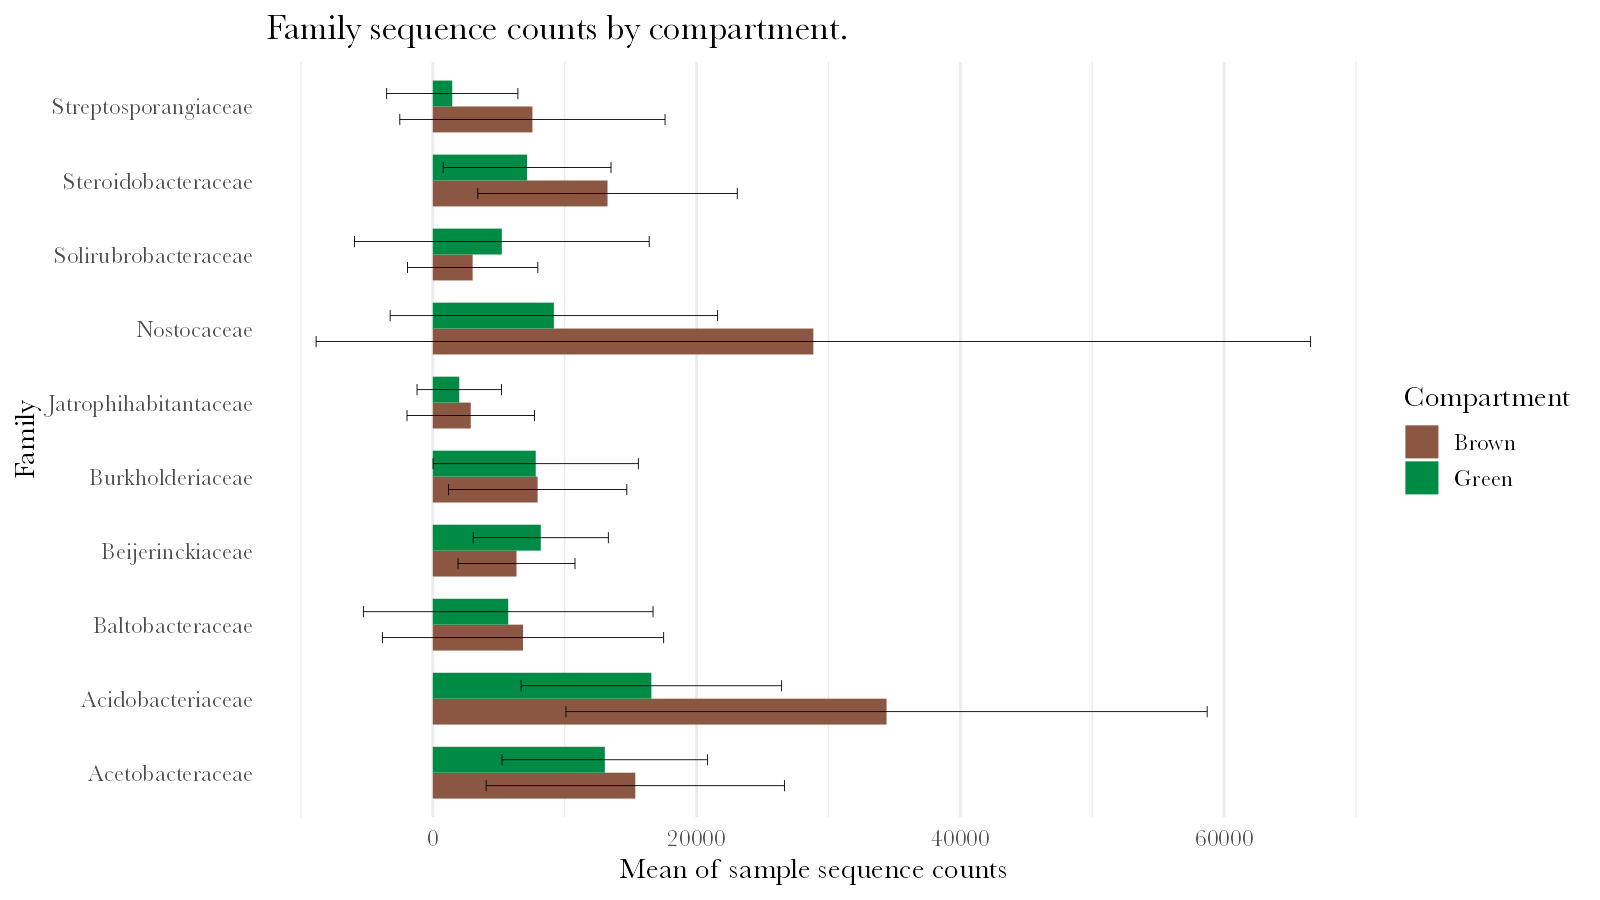 Family sequence counts by compartment.
Family
Streptosporangiaceae
Steroidobacteraceae
Solirubrobacteraceae
Nostocaceae
Jatrophihabitantaceae
Burkholderiaceae
Beijerinckiaceae
Baltobacteraceae
Acidobacteriaceae
Acetobacteraceae
0 20000 40000 60000
Mean of sample sequence counts
Compartment
Brown
Green